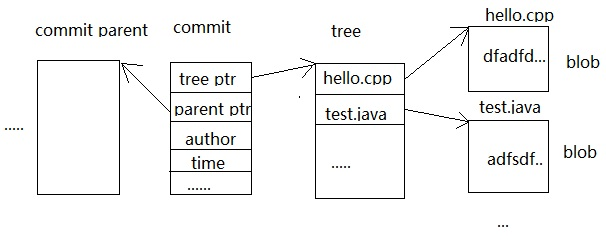 commit parent
.....
commit
tree ptr
parent ptr
author
time
......
tree
hello.cpp
test.java
.....
hello.cpp
dfadfd...
blob
test.java
adfsdf..
blob
...